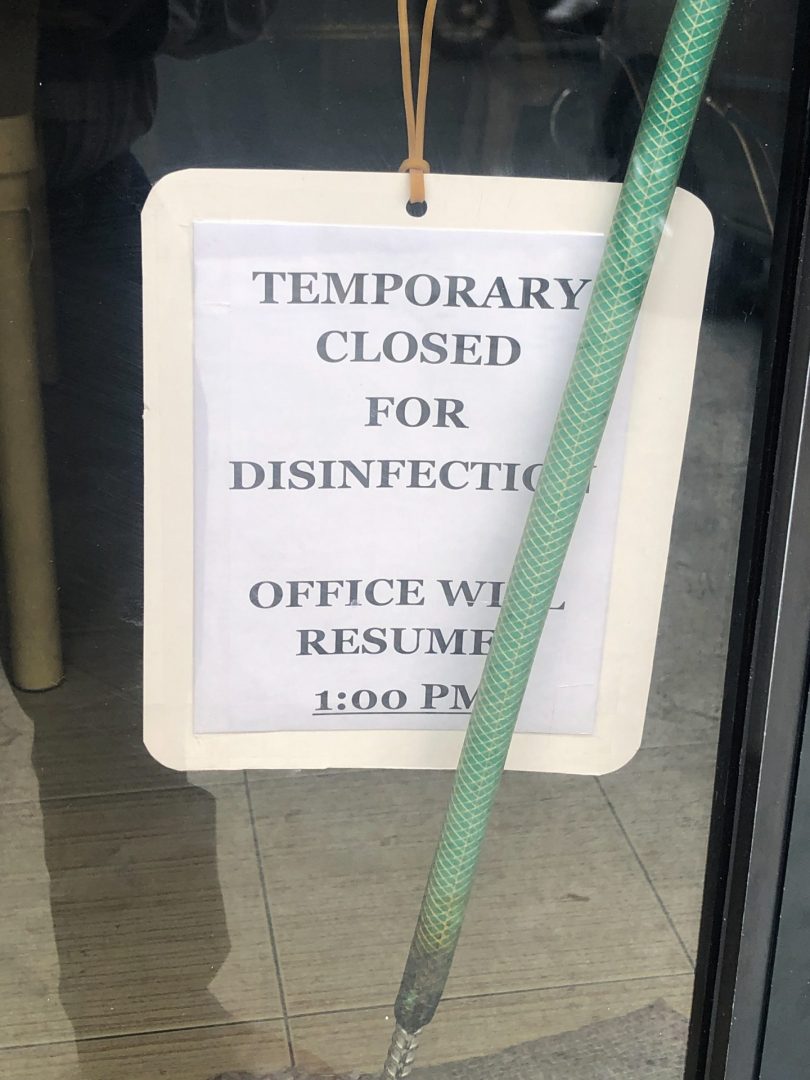 TEMPORARY
CLOSED
FOR
DISINFECTION
OFFICE WILL
RESUME
1:00 PM